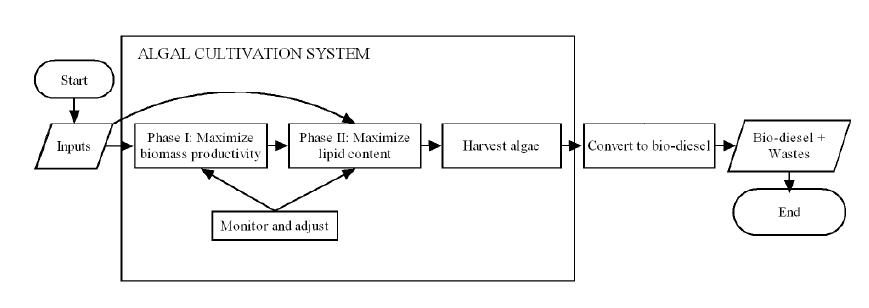 ALGAL CULTIVATION SYSTEM
Start
Inputs
Phase I: Maximize
biomass productivity
Phase II: Maximize
lipid content
Harvest algae
Convert to bio-diesel
Bio-diesel +
Wastes
Monitor and adjust
End